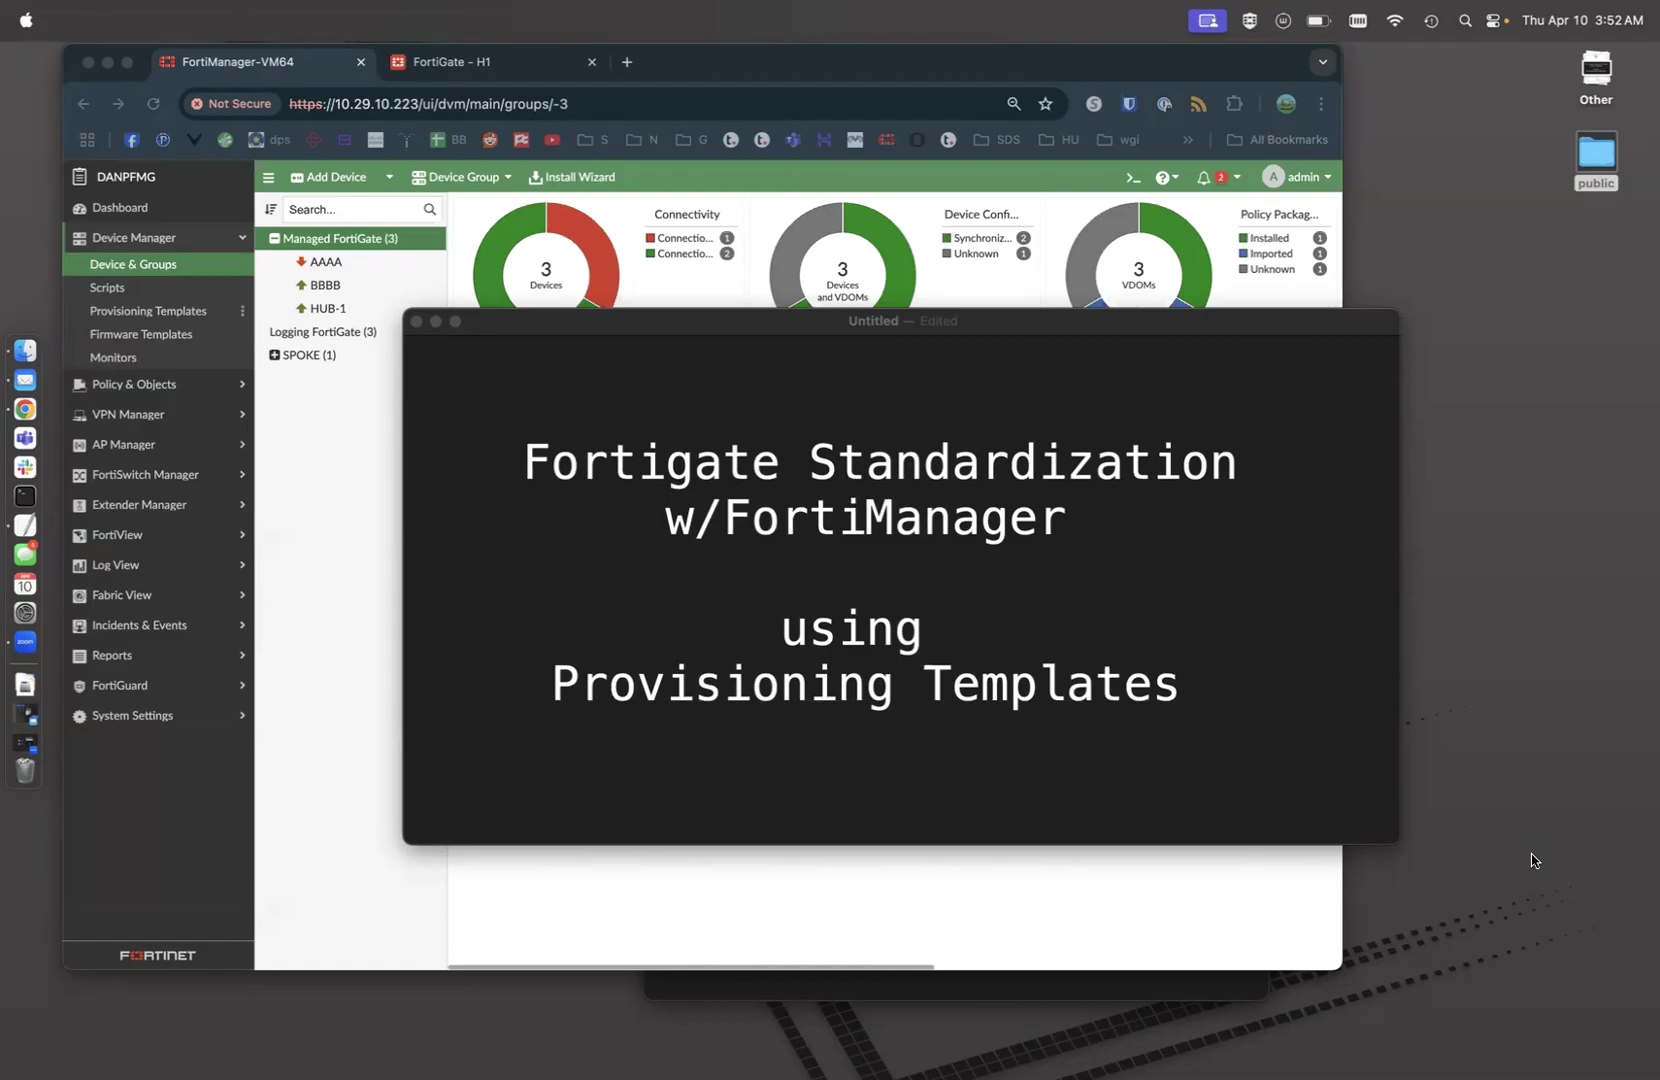 Thu Apr 10 3:52 AM
FortiManager-VM64
FortiGate - H1
Not Secure
https://10.29.10.223/ui/dvm/main/groups/-3
dps
BB
S
N
G
SDS
HU
wgi
All Bookmarks
Other
public
DANPFMG
Add Device
Device Group
Install Wizard
2
A
admin
Dashboard
Device Manager
Device & Groups
Scripts
Provisioning Templates
Firmware Templates
Monitors
Policy & Objects
VPN Manager
AP Manager
FortiSwitch Manager
Extender Manager
FortiView
Log View
Fabric View
Incidents & Events
Reports
FortiGuard
System Settings
FORTINET
Search...
Managed FortiGate (3)
AAAA
BBBB
HUB-1
Logging FortiGate (3)
SPOKE (1)
3
Devices
Connectivity
Connectio... 1
Connectio... 2
3
Devices
and VDOMs
Device Confi...
Synchroniz... 2
Unknown 1
3
VDOMs
Policy Packag...
Installed 1
Imported 1
Unknown 1
Untitled — Edited
Fortigate Standardization
w/FortiManager
using
Provisioning Templates
10
zoom